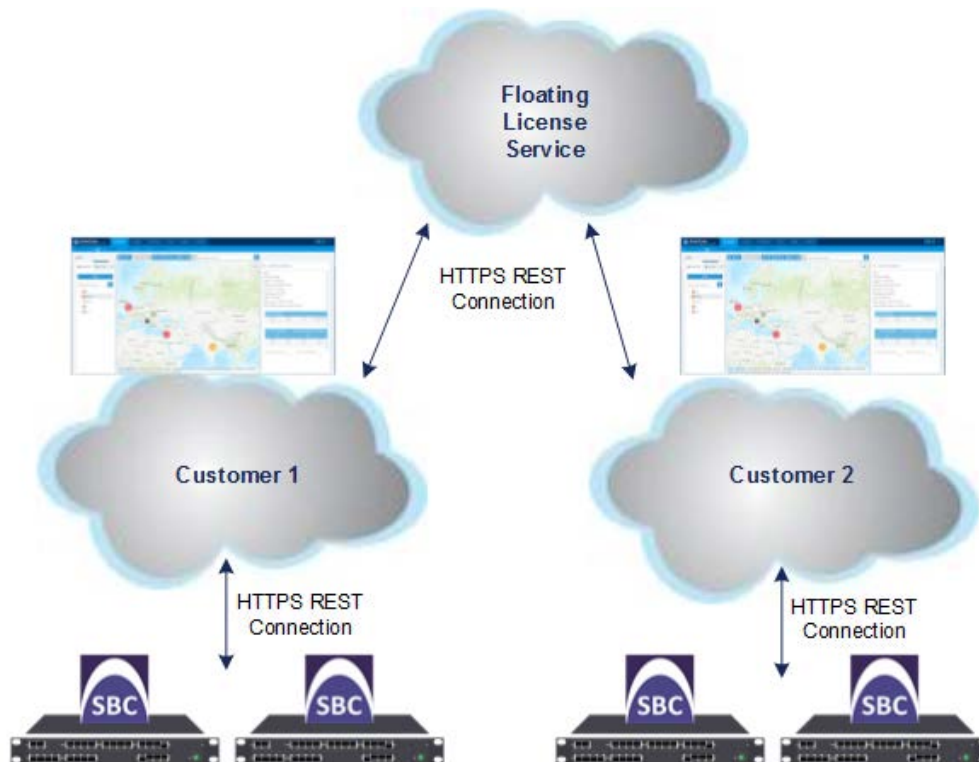 Floating
License
Service
HTTPS REST
Connection
Customer 1
Customer 2
HTTPS REST
Connection
HTTPS REST
Connection
SBC
SBC
SBC
SBC